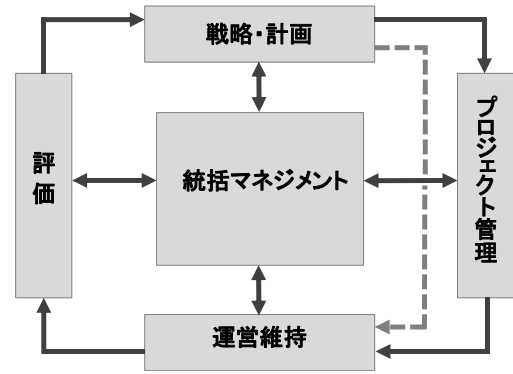 戦略・計画
評価
統括マネジメント
プロジェクト管理
運営維持